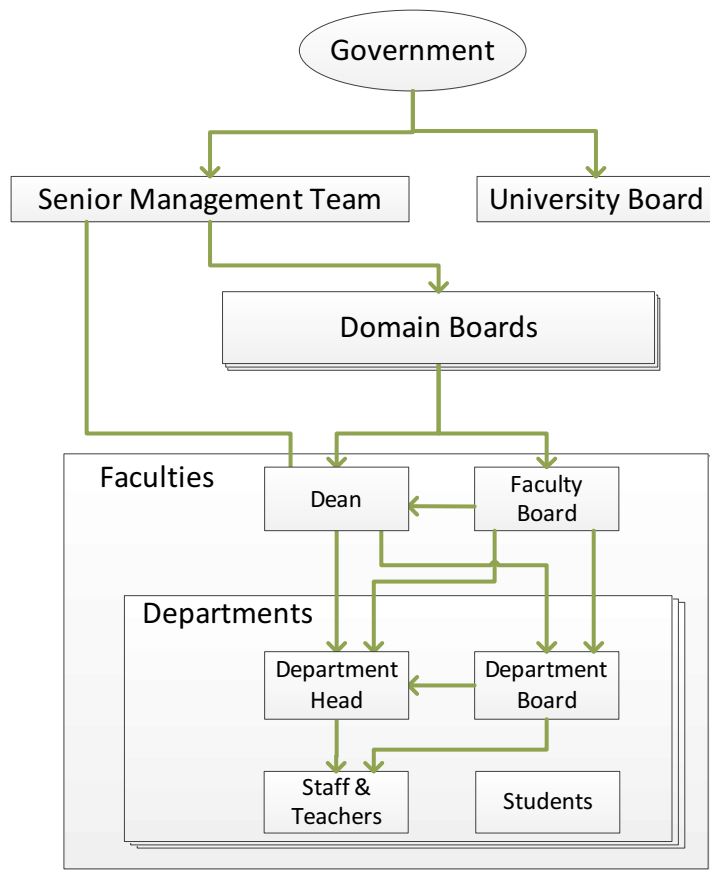 Government
Senior Management Team
University Board
Domain Boards
Faculties
Dean
Faculty
Board
Departments
Department
Head
Department
Board
Staff &
Teachers
Students